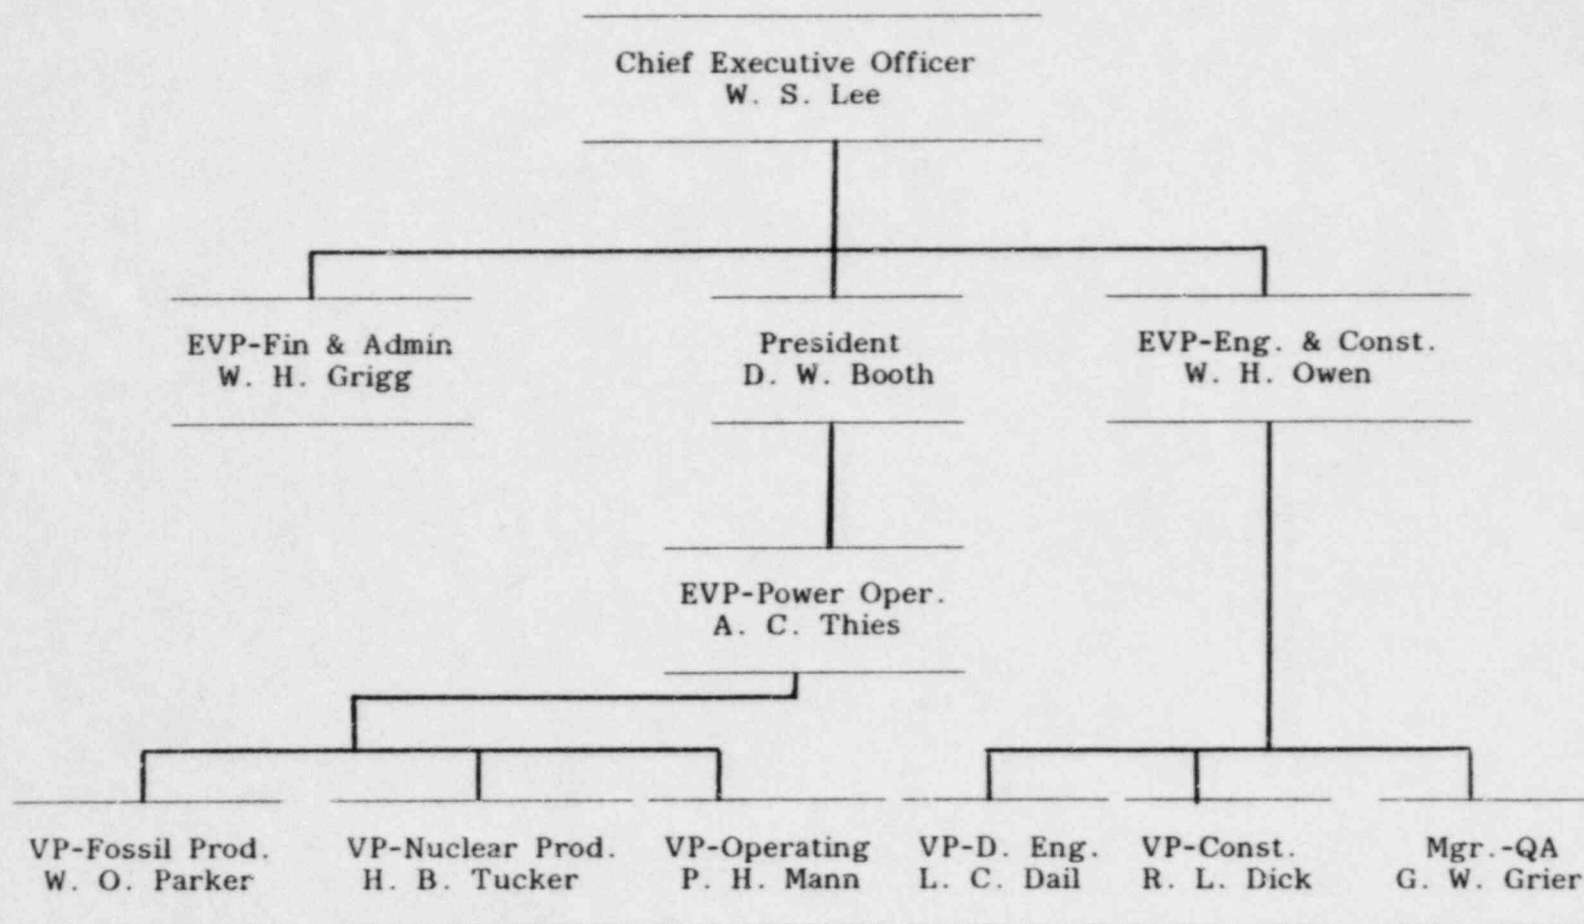 Chief Executive Officer
W. S. Lee
EVP-Fin & Admin
W. H. Grigg
President
D. W. Booth
EVP-Eng. & Const.
W. H. Owen
EVP-Power Oper.
A. C. Thies
VP-Fossil Prod.
W. O. Parker
VP-Nuclear Prod.
H. B. Tucker
VP-Operating
P. H. Mann
VP-D. Eng.
L. C. Dail
VP-Const.
R. L. Dick
Mgr.-QA
G. W. Grier